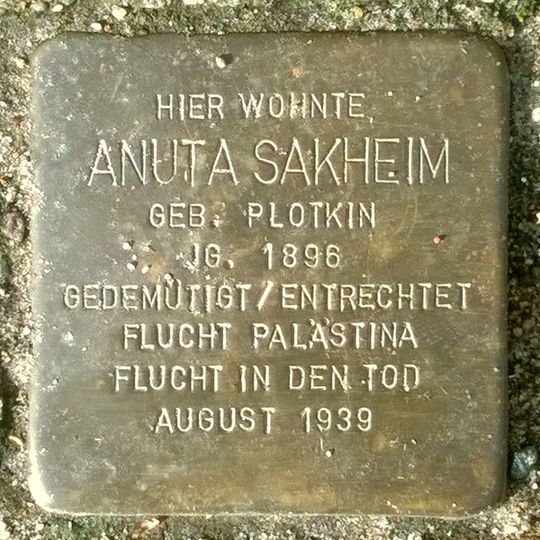 HIER WOHNTE
ANUTA SAKHEIM
GEB. PLOTKIN
JG. 1896
GEDEMÜTIGT/ENTRECHTET
FLUCHT PALÄSTINA
FLUCHT IN DEN TOD
AUGUST 1939